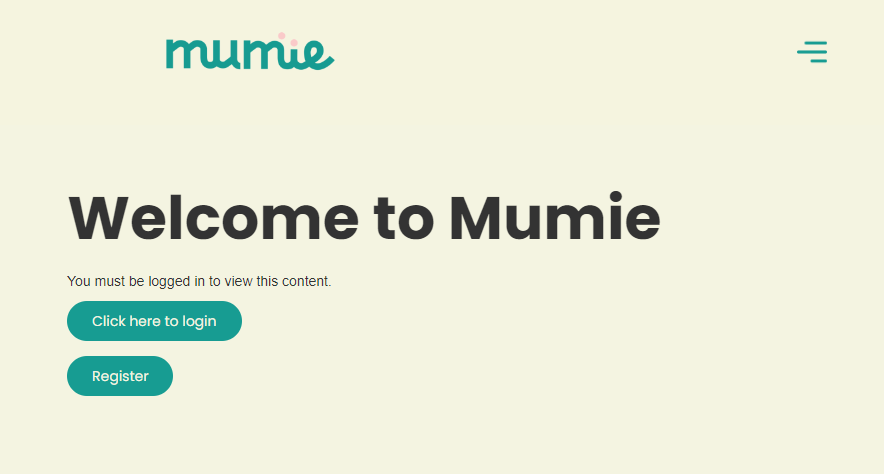 mumie
Welcome to Mumie
You must be logged in to view this content.
Click here to login
Register